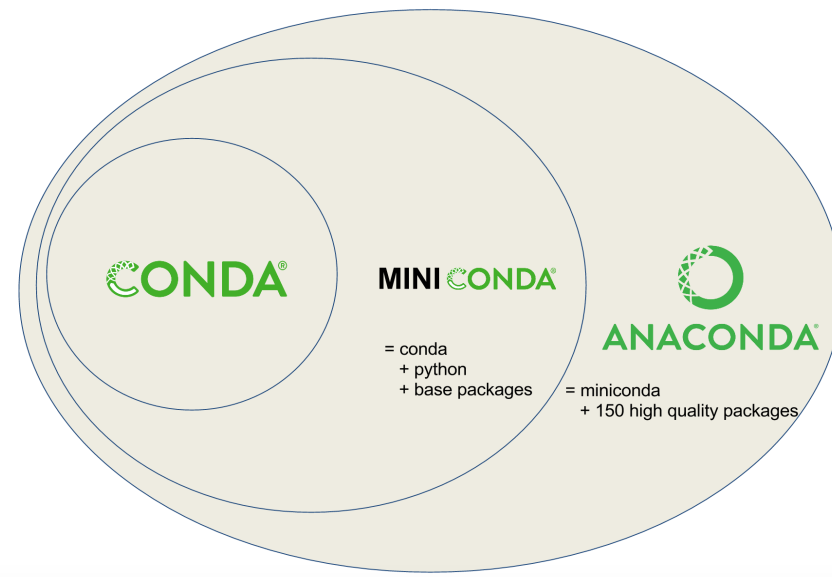 CONDA®
MINI CONDA®
= conda
+ python
+ base packages
ANACONDA®
= miniconda
+ 150 high quality packages